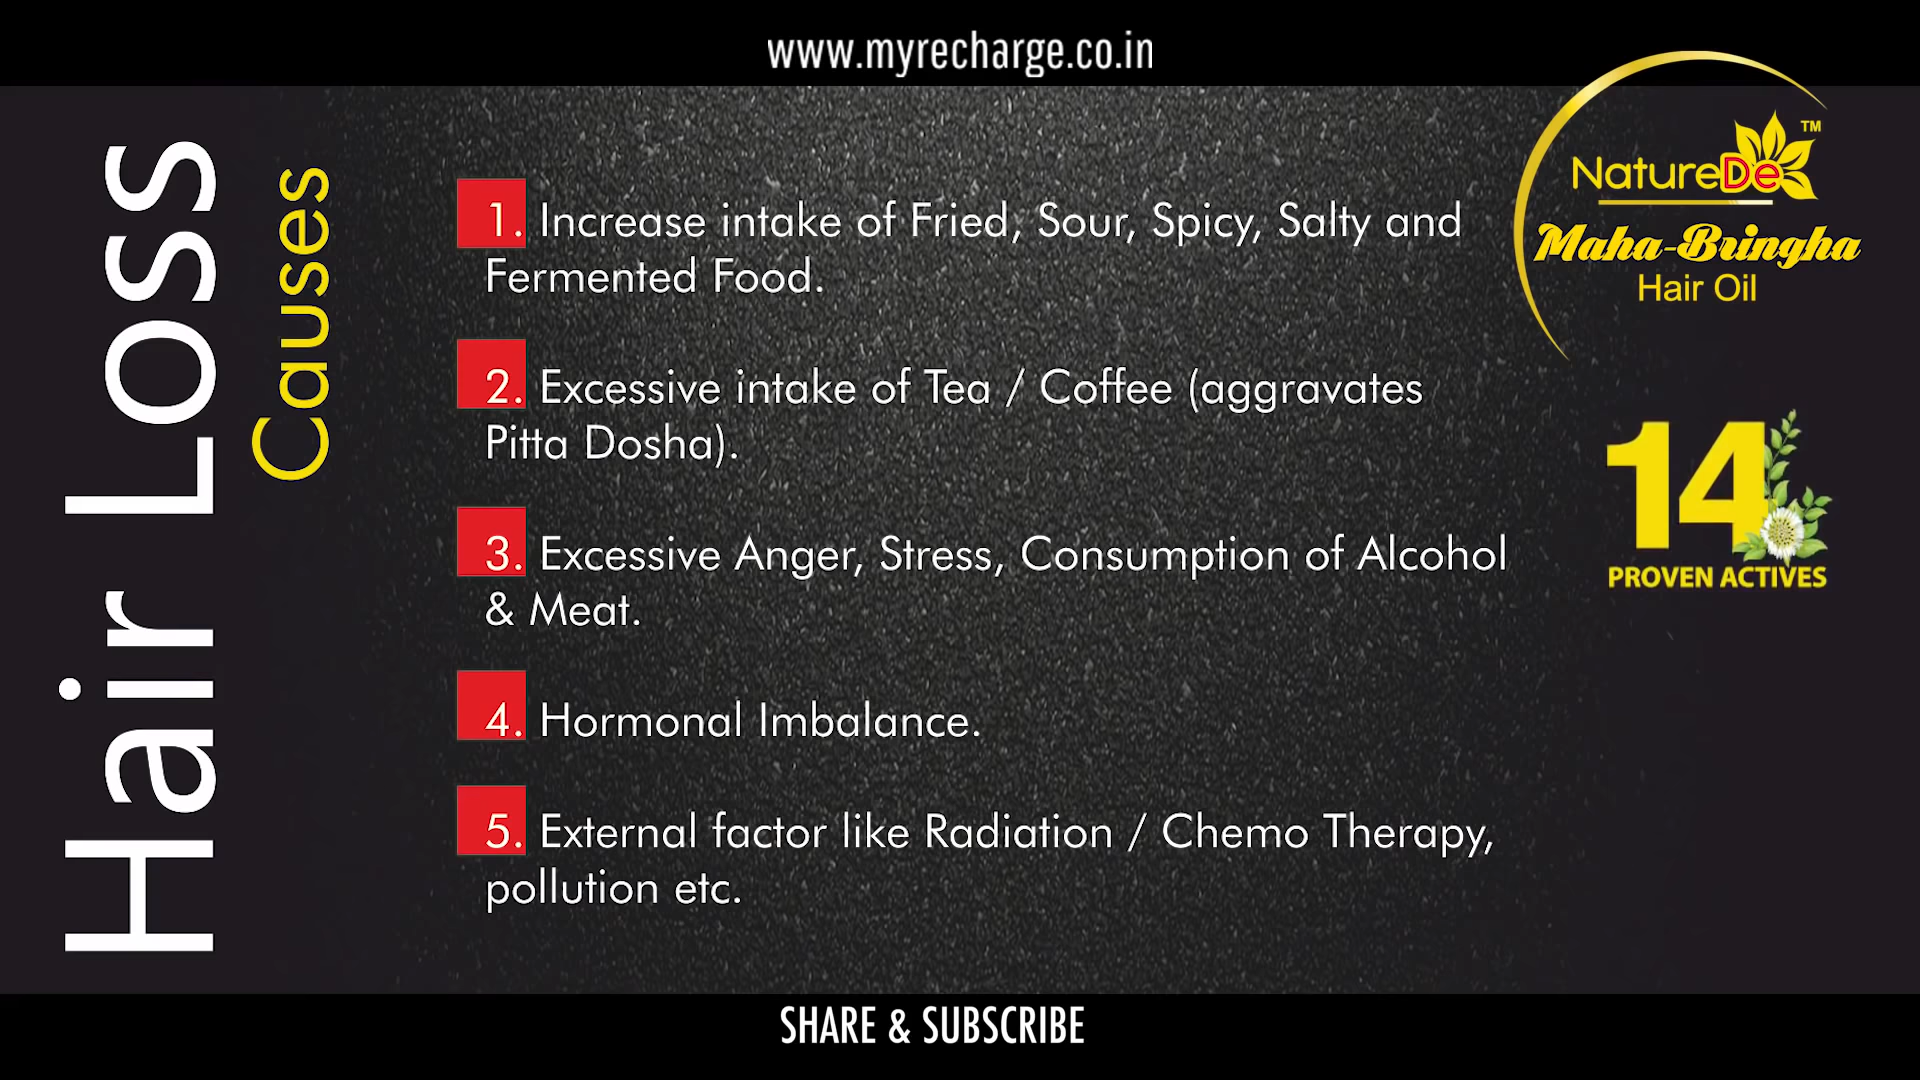 www.myrecharge.co.in
Hair Loss
Causes
1. Increase intake of Fried, Sour, Spicy, Salty and
Fermented Food.
2. Excessive intake of Tea / Coffee (aggravates
Pitta Dosha).
3. Excessive Anger, Stress, Consumption of Alcohol
& Meat.
4. Hormonal Imbalance.
5. External factor like Radiation / Chemo Therapy,
pollution etc.
NatureDe™
Maha-Bringha
Hair Oil
14
PROVEN ACTIVES
SHARE & SUBSCRIBE